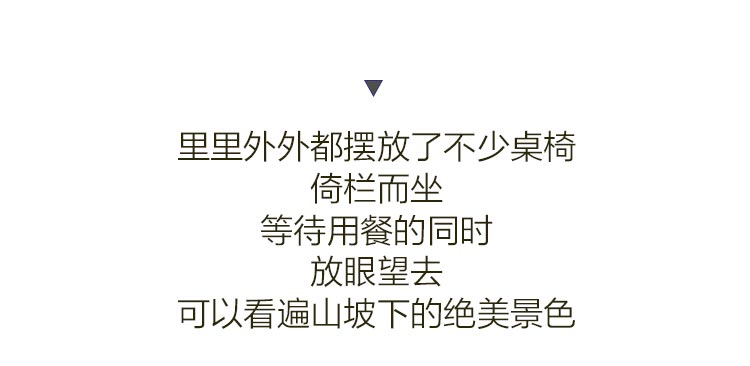 里里外外都摆放了不少桌椅
倚栏而坐
等待用餐的同时
放眼望去
可以看遍山坡下的绝美景色